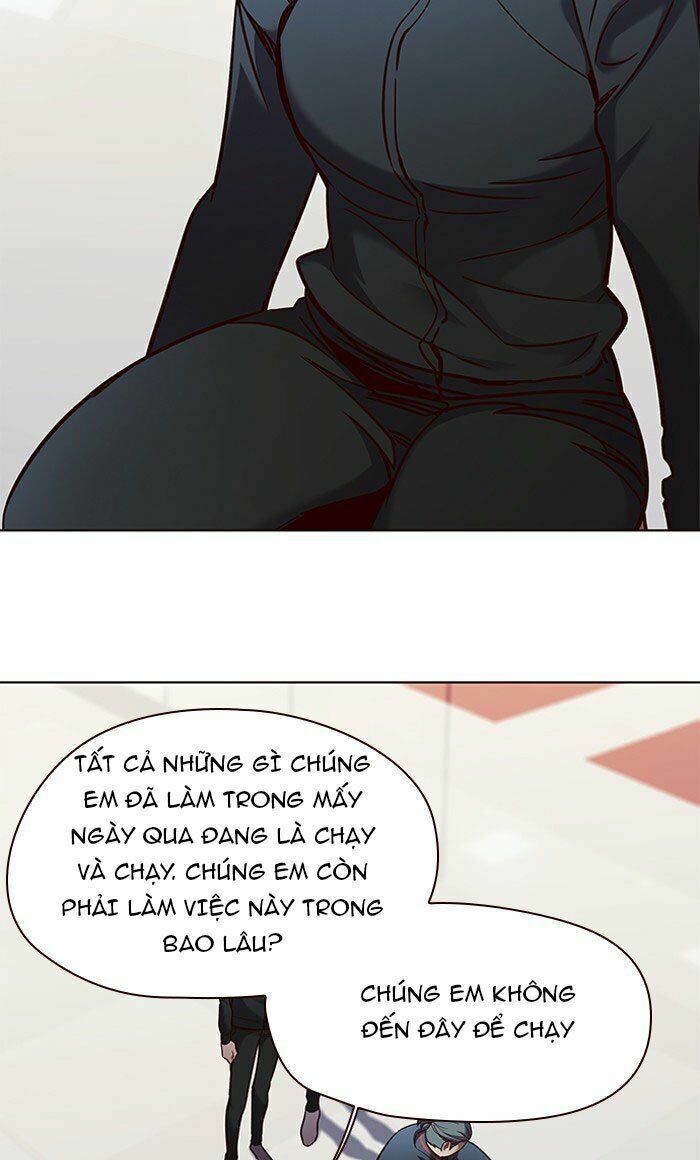 TẤT CẢ NHỮNG GÌ CHÚNG
EM ĐÃ LÀM TRONG MẤY
NGÀY QUA ĐANG LÀ CHẠY
VÀ CHẠY. CHÚNG EM CÒN
PHẢI LÀM VIỆC NÀY TRONG
BAO LÂU?
CHÚNG EM KHÔNG
ĐẾN ĐÂY ĐỂ CHẠY